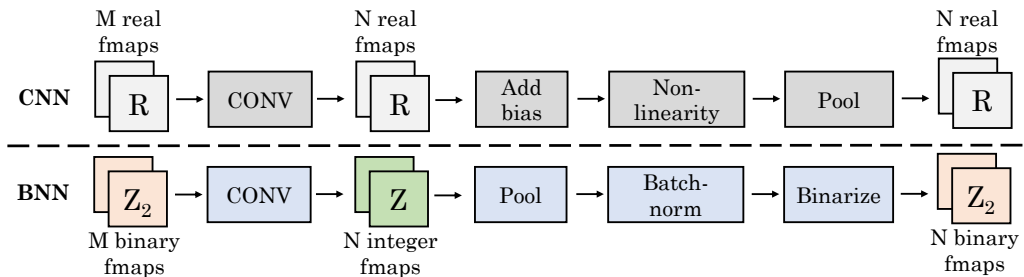 M real
fmaps
N real
fmaps
N real
fmaps
CNN
R
CONV
R
Add
bias
Non-
linearity
Pool
R
BNN
Z₂
CONV
Z
Pool
Batch-
norm
Binarize
Z₂
M binary
fmaps
N integer
fmaps
N binary
fmaps